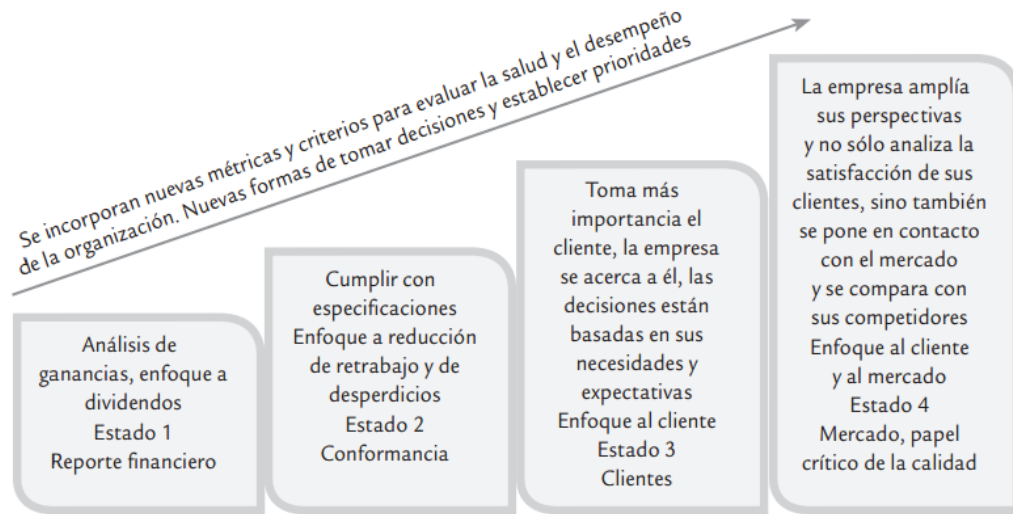 Se incorporan nuevas métricas y criterios para evaluar la salud y el desempeño
de la organización. Nuevas formas de tomar decisiones y establecer prioridades
Análisis de
ganancias, enfoque a
dividendos
Estado 1
Reporte financiero
Cumplir con
especificaciones
Enfoque a reducción
de retrabajo y de
desperdicios
Estado 2
Conformancia
Toma más
importancia el
cliente, la empresa
se acerca a él, las
decisiones están
basadas en sus
necesidades y
expectativas
Enfoque al cliente
Estado 3
Clientes
La empresa amplía
sus perspectivas
y no sólo analiza la
satisfacción de sus
clientes, sino también
se pone en contacto
con el mercado
y se compara con
sus competidores
Enfoque al cliente
y al mercado
Estado 4
Mercado, papel
crítico de la calidad